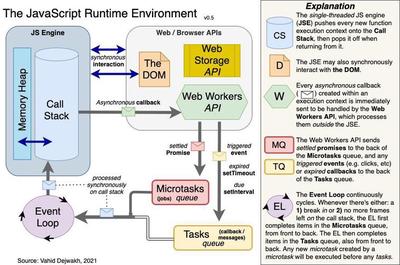 The JavaScript Runtime Environment
v0.5
JS Engine
Memory Heap
Call
Stack
synchronous
interaction
Web / Browser APIs
The
DOM
Web
Storage
API
Asynchronous callback
Web Workers
API
settled
Promise
triggered
event
expired
setTimeout
due
setInterval
processed
synchronously
on call stack
Microtasks
(jobs) queue
Event
Loop
Tasks (callback /
messages)
queue
Source: Vahid Dejwakh, 2021
Explanation
CS
The single-threaded JS engine
(JSE) pushes every new function
execution context onto the Call
Stack, then pops it off when
returning from it.
D
The JSE may also synchronously
interact with the DOM.
W
Every asynchronous callback
( ) created within an
execution context is immediately
sent to be handled by the Web
Workers API, which processes
them outside the JSE.
MQ
TQ
The Web Workers API sends
settled promises to the back of
the Microtasks queue, and any
triggered events (e.g. clicks, etc)
or expired callbacks to the back
of the Tasks queue.
EL
The Event Loop continuously
cycles. Whenever there's either: a
1) break in or 2) no more frames
left on the call stack, the EL first
completes items in the Microtasks queue,
from front to back. The EL then completes
items in the Tasks queue, also from front to
back. Any new microtask created by a
microtask will be executed before any tasks.